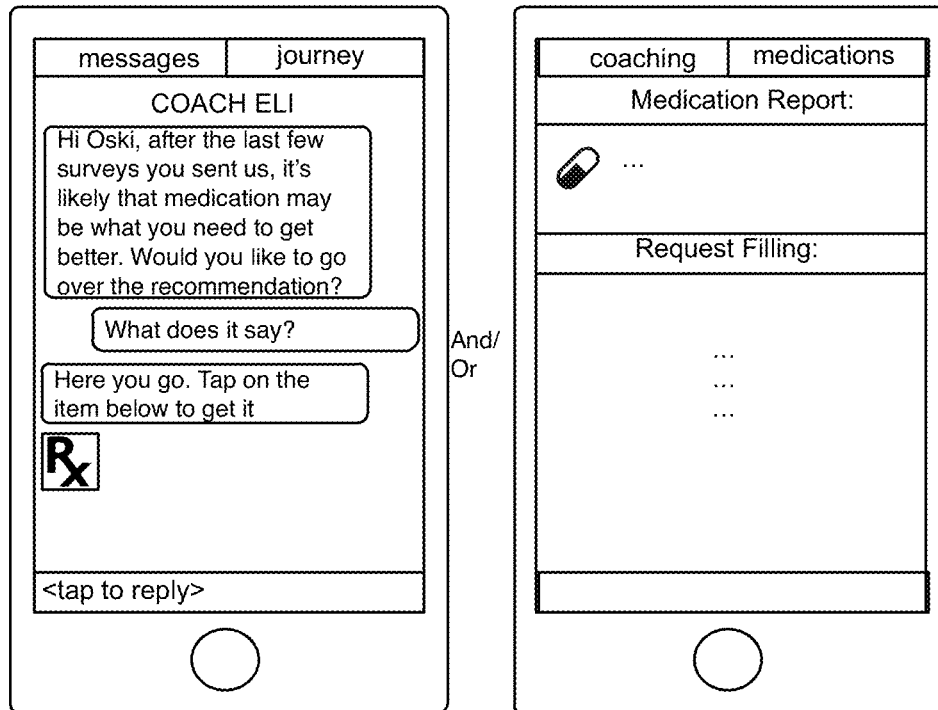 messages
journey
COACH ELI
Hi Oski, after the last few
surveys you sent us, it's
likely that medication may
be what you need to get
better. Would you like to go
over the recommendation?
What does it say?
Here you go. Tap on the
item below to get it
Rx
<tap to reply>
And/
Or
coaching
medications
Medication Report:
...
Request Filling:
...
...
...